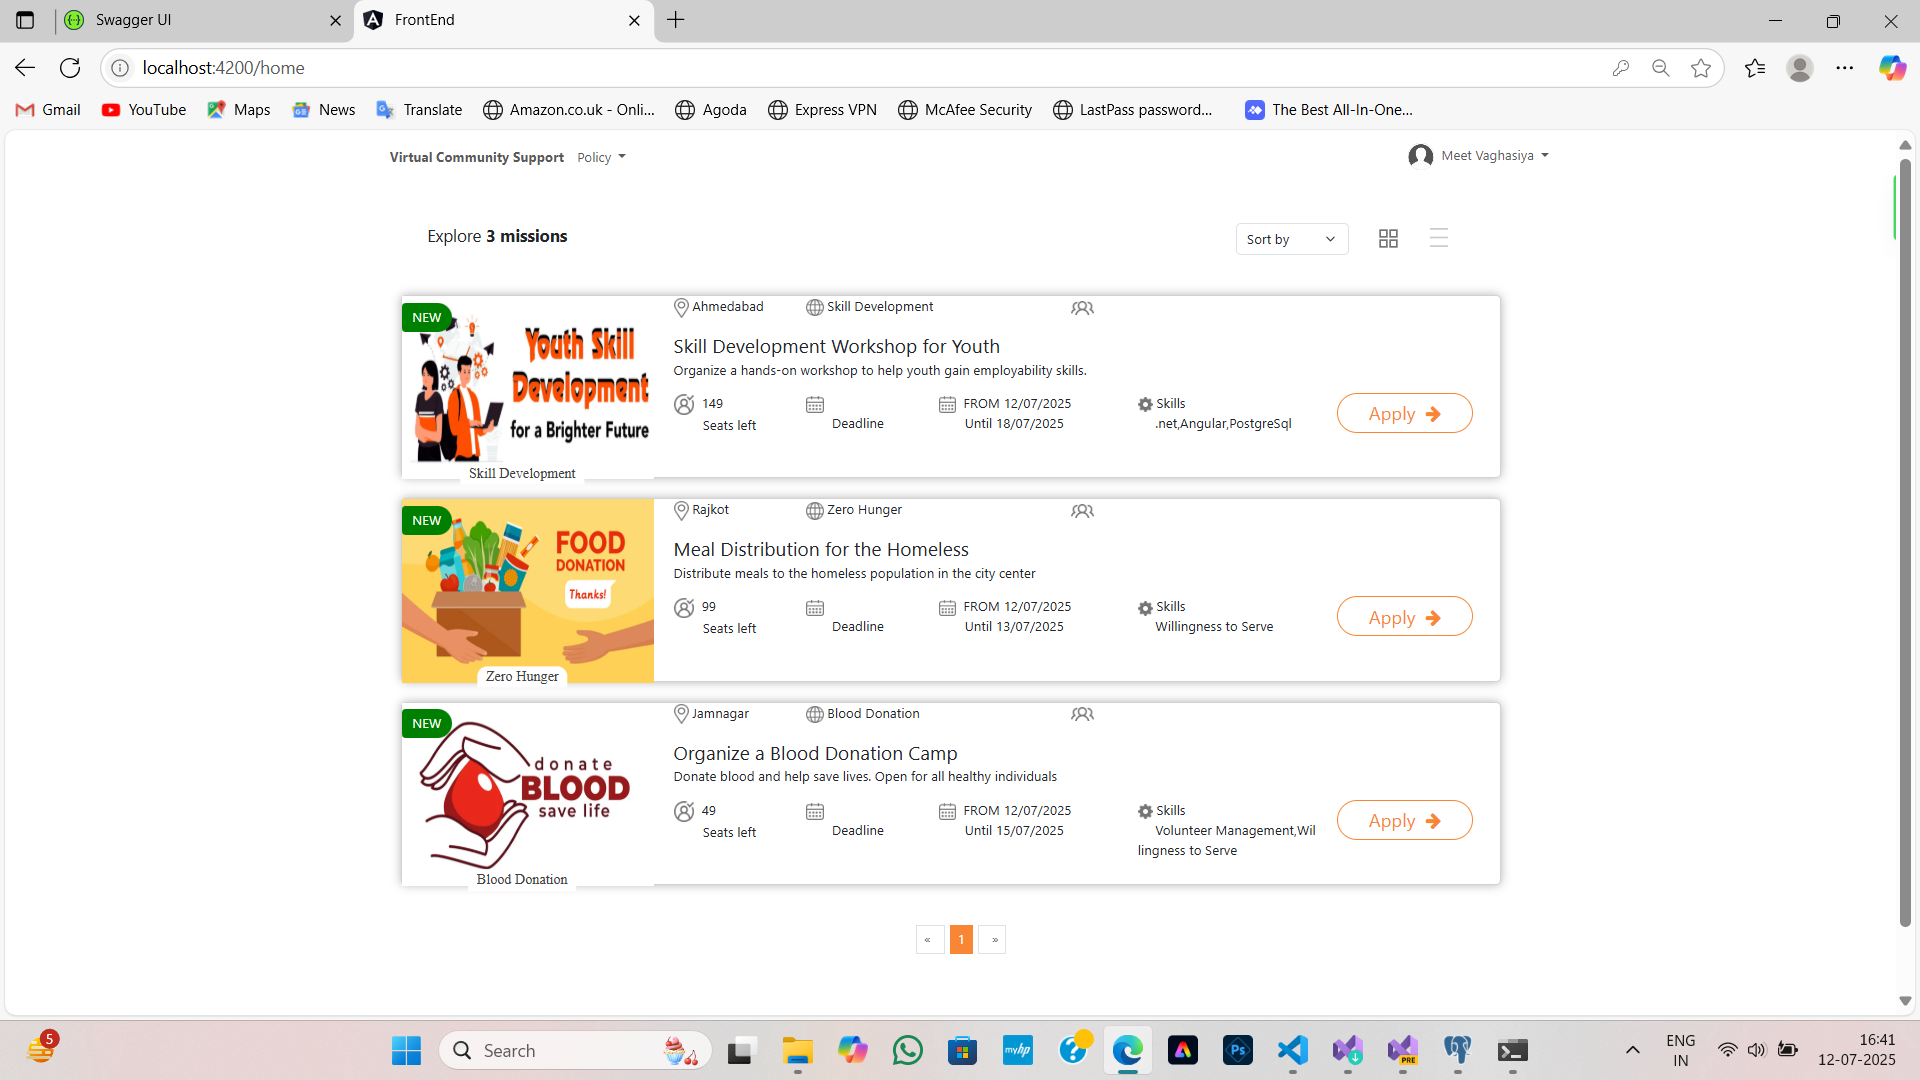 Swagger UI
FrontEnd
localhost:4200/home
Gmail
YouTube
Maps
News
Translate
Amazon.co.uk - Onli...
Agoda
Express VPN
McAfee Security
LastPass password...
The Best All-In-One...
Virtual Community Support
Policy
Meet Vaghasiya
Explore 3 missions
Sort by
NEW
Youth Skill
Development
for a Brighter Future
Skill Development
Ahmedabad
Skill Development
Skill Development Workshop for Youth
Organize a hands-on workshop to help youth gain employability skills.
149
Seats left
Deadline
FROM 12/07/2025
Until 18/07/2025
Skills
.net,Angular,PostgreSql
Apply
NEW
FOOD
DONATION
Thanks!
Zero Hunger
Rajkot
Zero Hunger
Meal Distribution for the Homeless
Distribute meals to the homeless population in the city center
99
Seats left
Deadline
FROM 12/07/2025
Until 13/07/2025
Skills
Willingness to Serve
Apply
NEW
donate
BLOOD
save life
Blood Donation
Jamnagar
Blood Donation
Organize a Blood Donation Camp
Donate blood and help save lives. Open for all healthy individuals
49
Seats left
Deadline
FROM 12/07/2025
Until 15/07/2025
Skills
Volunteer Management,Wil
lingness to Serve
Apply
« 1 »
5
Search
myhp
Ps
PRE
ENG
IN
16:41
12-07-2025